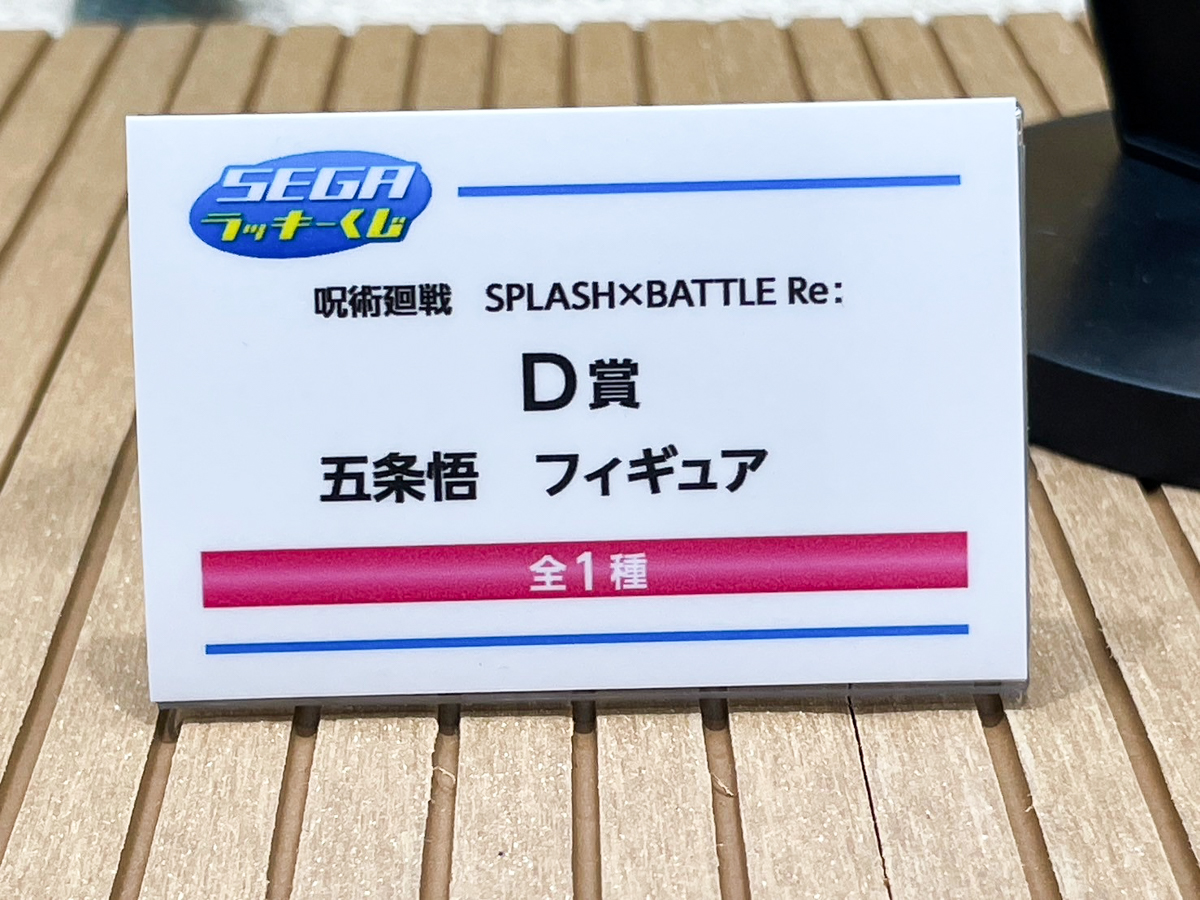 SEGA
ラッキーくじ
呪術廻戦　SPLASH×BATTLE Re:
D賞
五条悟　フィギュア
全1種